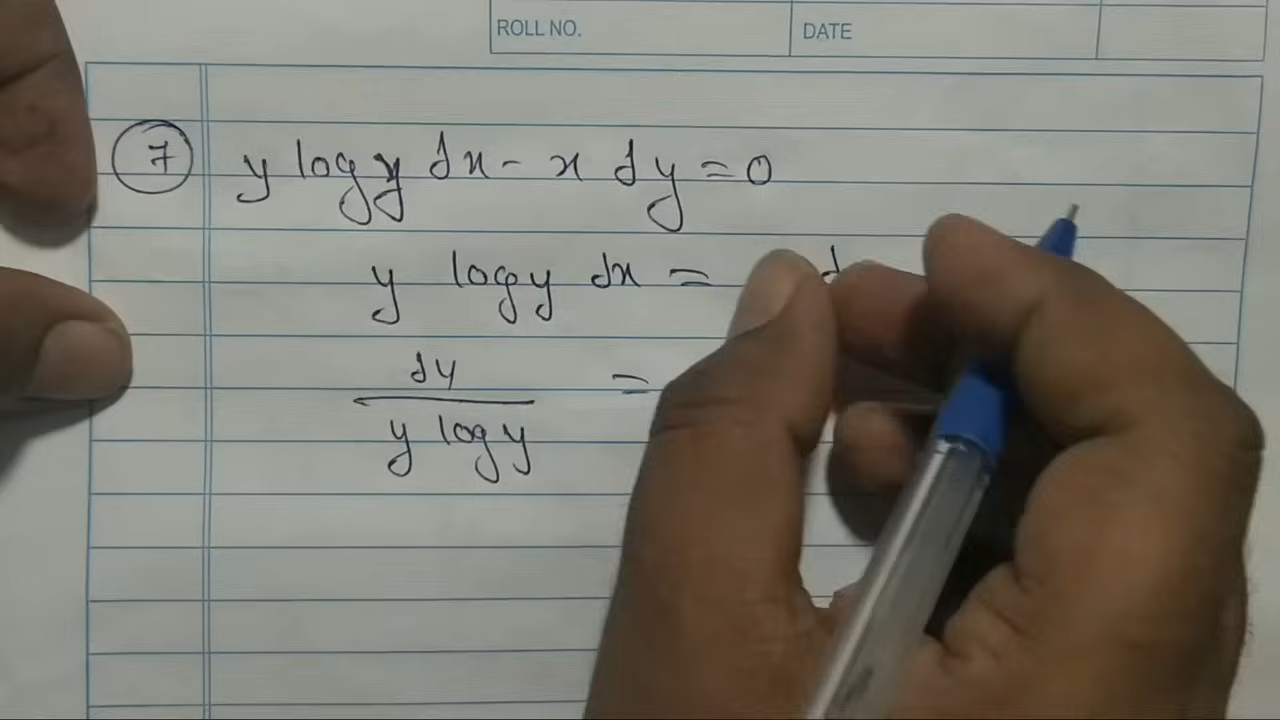 ROLL NO. DATE
7 y log y dx - x dy = 0
y log y dx = d
dy =
y log y